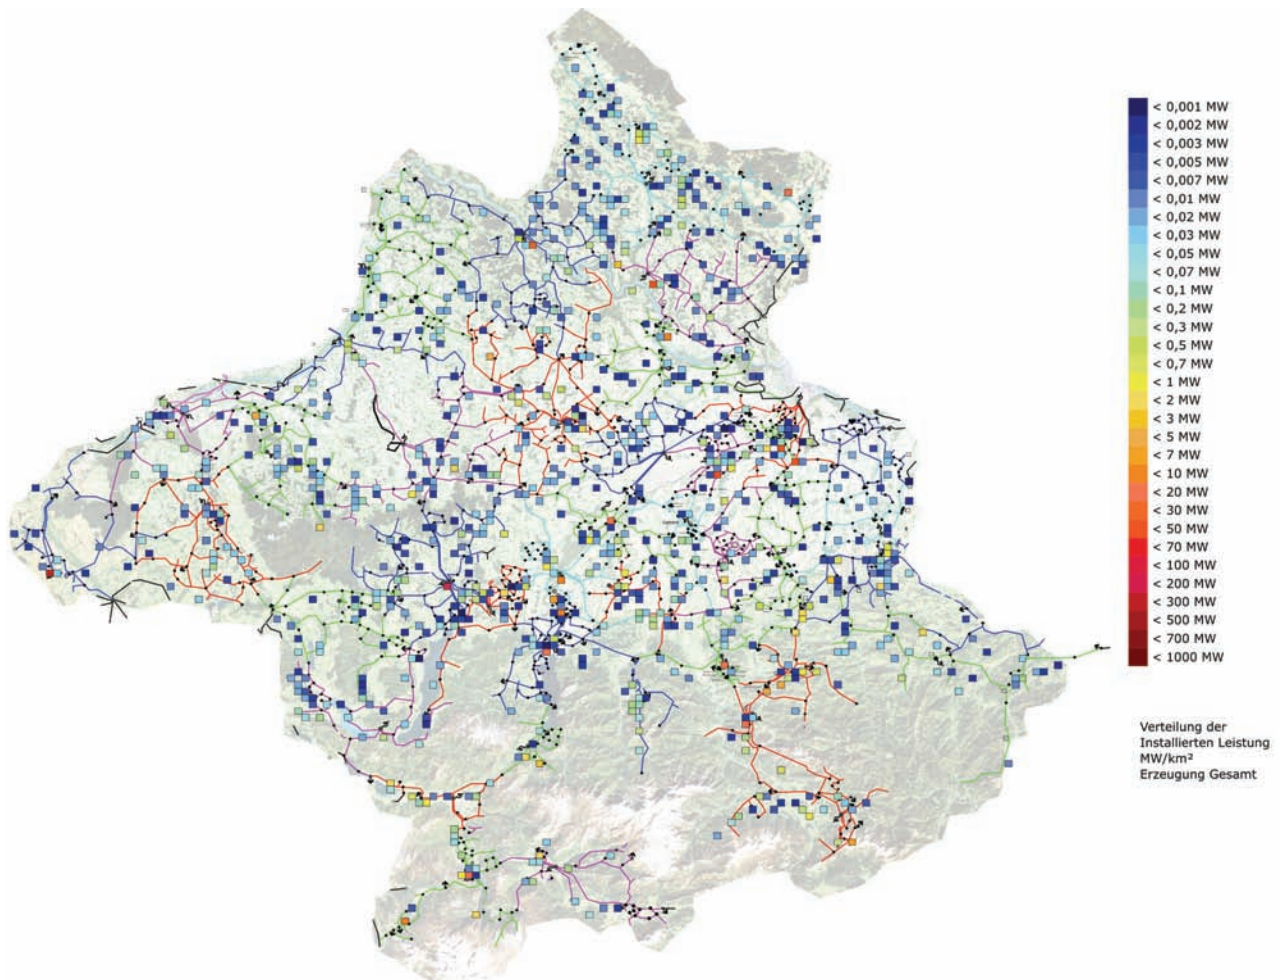 < 0,001 MW
< 0,002 MW
< 0,003 MW
< 0,005 MW
< 0,007 MW
< 0,01 MW
< 0,02 MW
< 0,03 MW
< 0,05 MW
< 0,07 MW
< 0,1 MW
< 0,2 MW
< 0,3 MW
< 0,5 MW
< 0,7 MW
< 1 MW
< 2 MW
< 3 MW
< 5 MW
< 7 MW
< 10 MW
< 20 MW
< 30 MW
< 50 MW
< 70 MW
< 100 MW
< 200 MW
< 300 MW
< 500 MW
< 700 MW
< 1000 MW
Verteilung der
Installierten Leistung
MW/km²
Erzeugung Gesamt